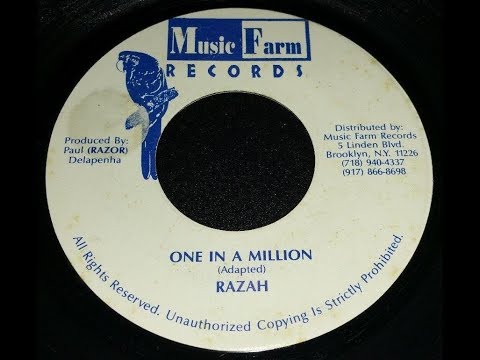 Music Farm
RECORDS
Produced By:
Paul (RAZOR)
Delapenha
Distributed by:
Music Farm Records
5 Linden Blvd.
Brooklyn, N.Y. 11226
(718) 940-4337
(917) 866-8698
ONE IN A MILLION
(Adapted)
RAZAH
All Rights Reserved. Unauthorized Copying Is Strictly Prohibited.